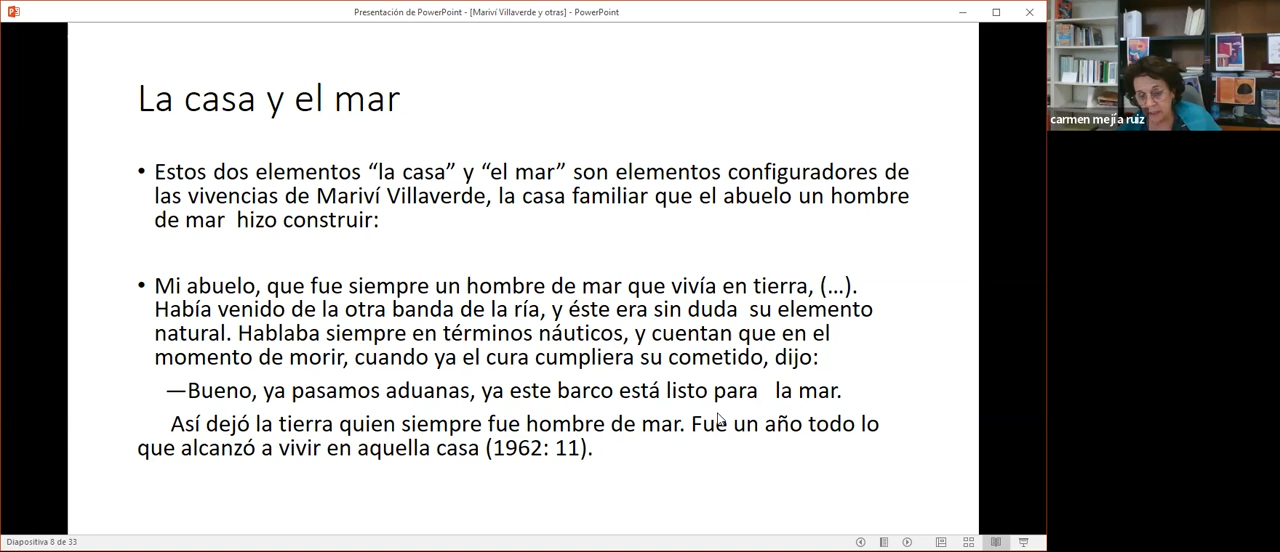 Presentación de PowerPoint - [Mariví Villaverde y otras] - PowerPoint
carmen mejía ruiz
La casa y el mar
• Estos dos elementos “la casa” y “el mar” son elementos configuradores de
las vivencias de Mariví Villaverde, la casa familiar que el abuelo un hombre
de mar  hizo construir:
• Mi abuelo, que fue siempre un hombre de mar que vivía en tierra, (…).
Había venido de la otra banda de la ría, y éste era sin duda  su elemento
natural. Hablaba siempre en términos náuticos, y cuentan que en el
momento de morir, cuando ya el cura cumpliera su cometido, dijo:
—Bueno, ya pasamos aduanas, ya este barco está listo para   la mar.
Así dejó la tierra quien siempre fue hombre de mar. Fue un año todo lo
que alcanzó a vivir en aquella casa (1962: 11).
Diapositiva 8 de 33